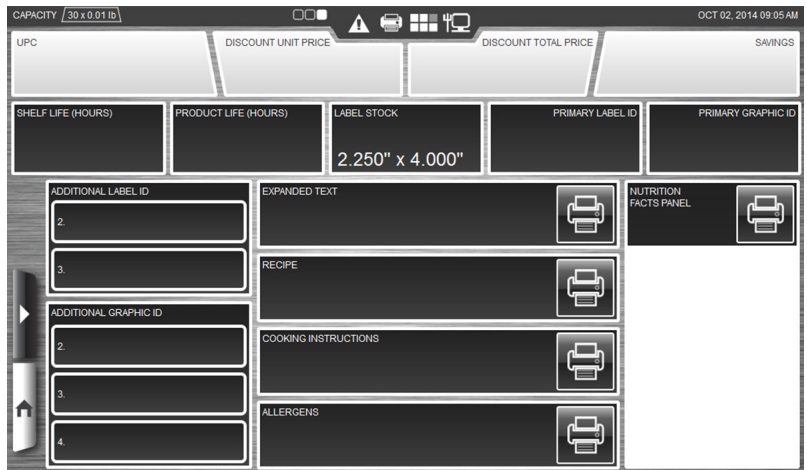 CAPACITY 30 x 0.01 lb
OCT 02, 2014 09:05 AM
UPC
DISCOUNT UNIT PRICE
DISCOUNT TOTAL PRICE
SAVINGS
SHELF LIFE (HOURS)
PRODUCT LIFE (HOURS)
LABEL STOCK
2.250" x 4.000"
PRIMARY LABEL ID
PRIMARY GRAPHIC ID
ADDITIONAL LABEL ID
2.
3.
ADDITIONAL GRAPHIC ID
2.
3.
4.
EXPANDED TEXT
RECIPE
COOKING INSTRUCTIONS
ALLERGENS
NUTRITION
FACTS PANEL